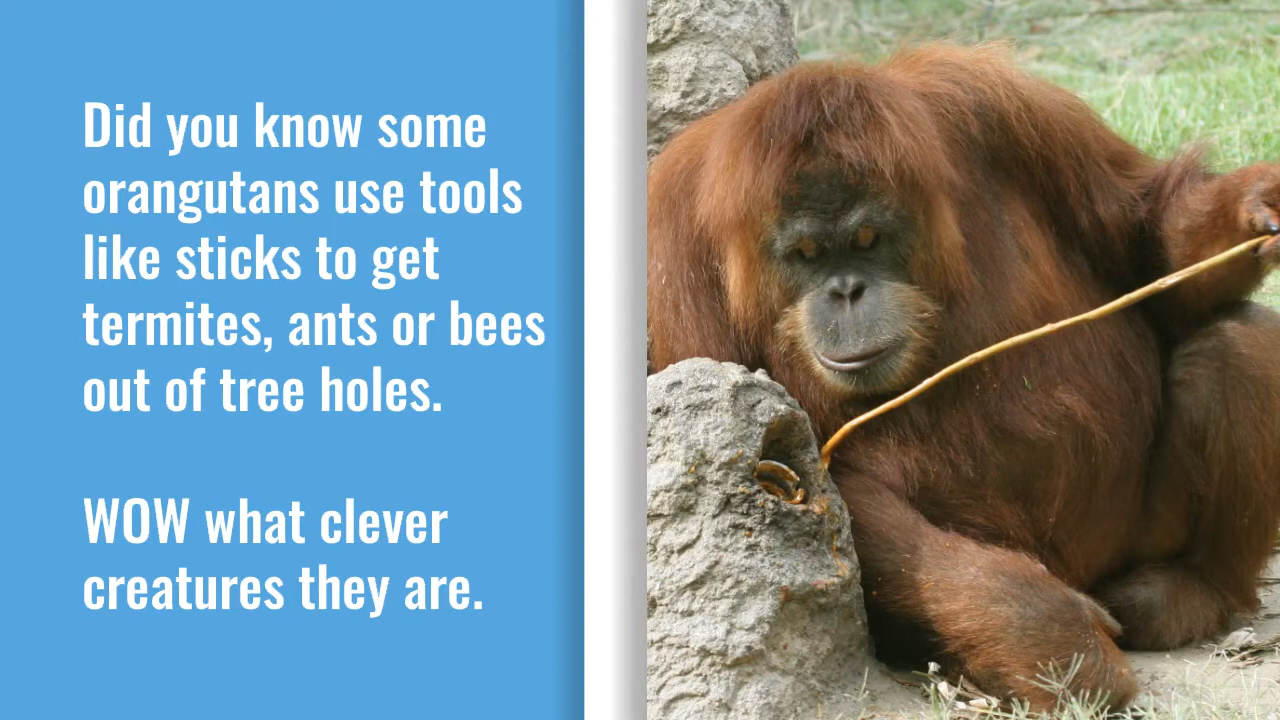 Did you know some
orangutans use tools
like sticks to get
termites, ants or bees
out of tree holes.
WOW what clever
creatures they are.